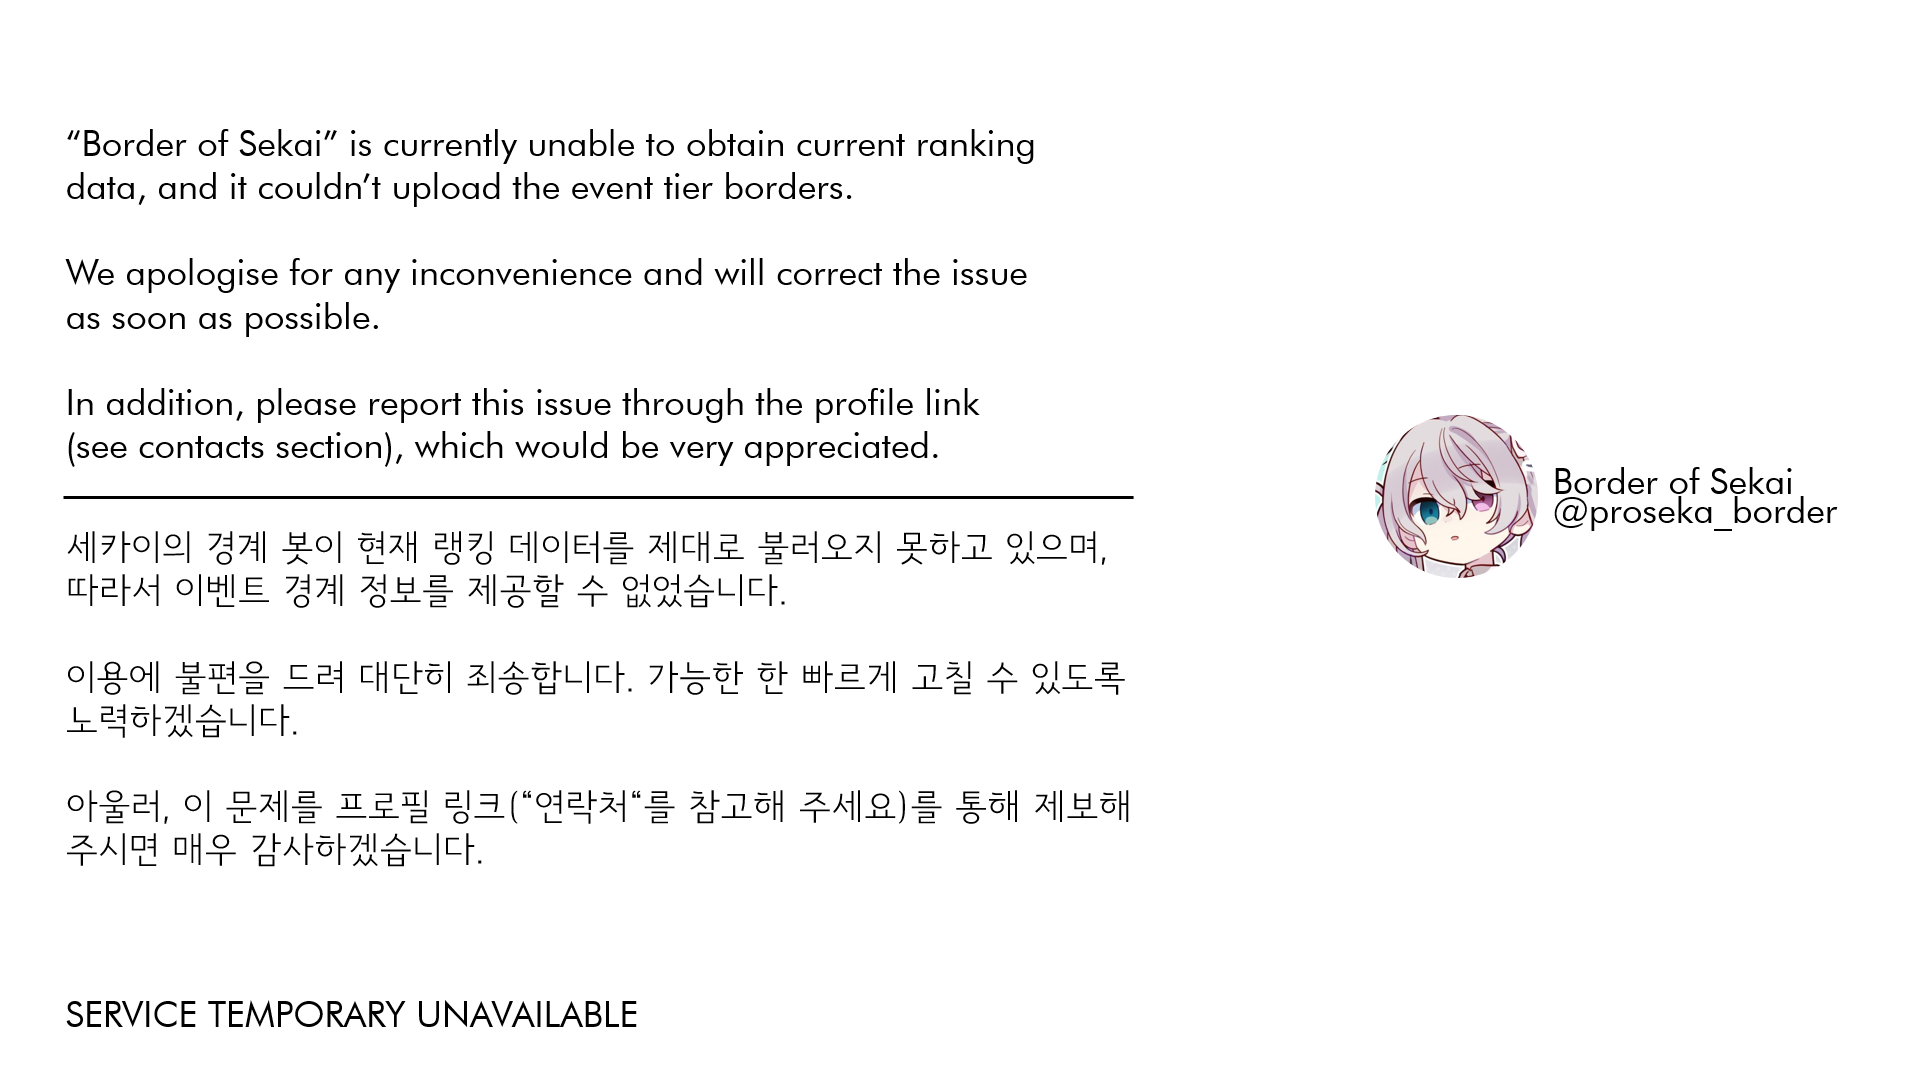 “Border of Sekai” is currently unable to obtain current ranking
data, and it couldn’t upload the event tier borders.
We apologise for any inconvenience and will correct the issue
as soon as possible.
In addition, please report this issue through the profile link
(see contacts section), which would be very appreciated.
세카이의 경계 봇이 현재 랭킹 데이터를 제대로 불러오지 못하고 있으며,
따라서 이벤트 경계 정보를 제공할 수 없었습니다.
이용에 불편을 드려 대단히 죄송합니다. 가능한 한 빠르게 고칠 수 있도록
노력하겠습니다.
아울러, 이 문제를 프로필 링크(“연락처“를 참고해 주세요)를 통해 제보해
주시면 매우 감사하겠습니다.
SERVICE TEMPORARY UNAVAILABLE
Border of Sekai
@proseka_border